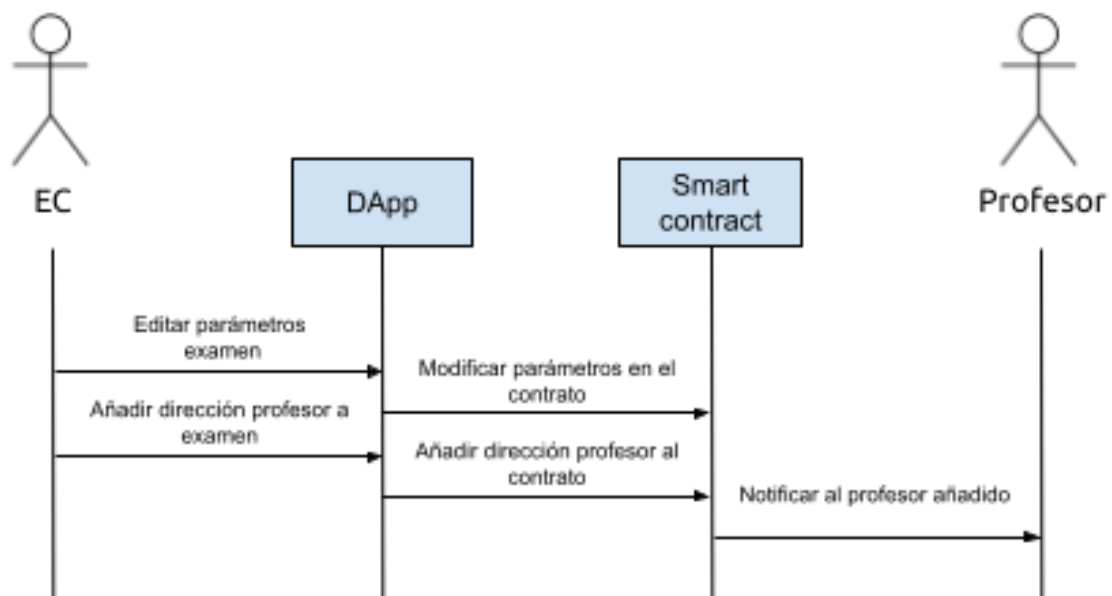 EC
DApp
Smart
contract
Profesor
Editar parámetros
examen
Modificar parámetros en el
contrato
Añadir dirección profesor a
examen
Añadir dirección profesor al
contrato
Notificar al profesor añadido